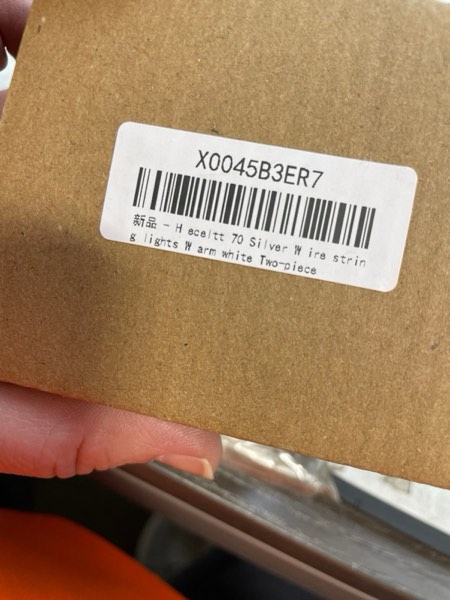 X0045B3ER7
新品 - H eceltt 70 Silver W ire strin
g lights W arm white Two-piece